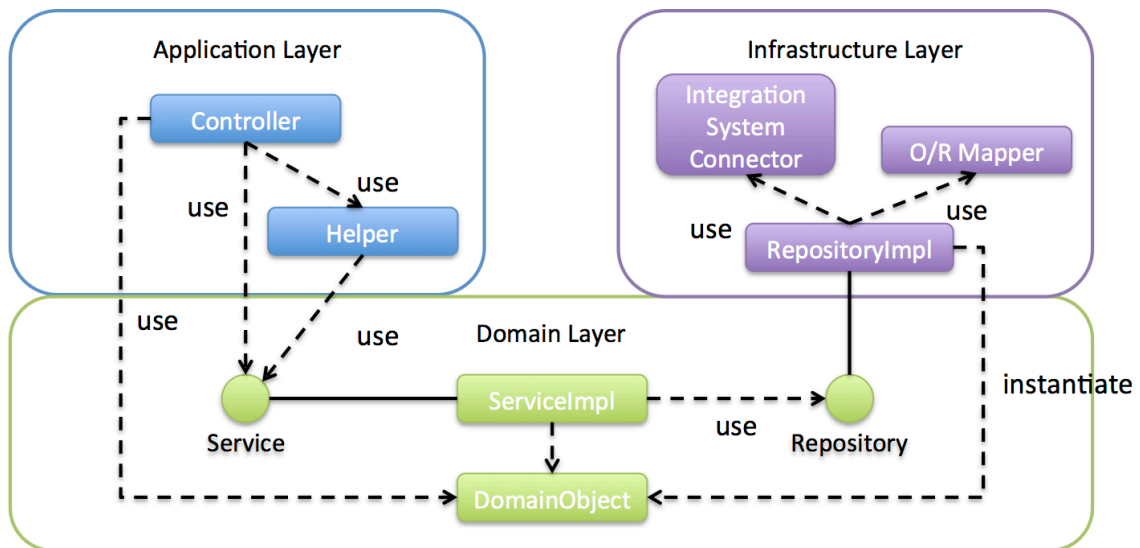 Application Layer
Infrastructure Layer
Controller
Integration
System
Connector
O/R Mapper
use
use
Helper
use
use
RepositoryImpl
use
use
Domain Layer
instantiate
ServiceImpl
use
Service
Repository
DomainObject